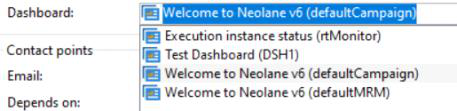 Dashboard: Welcome to Neolane v6 (defaultCampaign)
Execution instance status (rtMonitor)
Test Dashboard (DSH1)
Welcome to Neolane v6 (defaultCampaign)
Welcome to Neolane v6 (defaultMRM)
Contact points
Email:
Depends on: